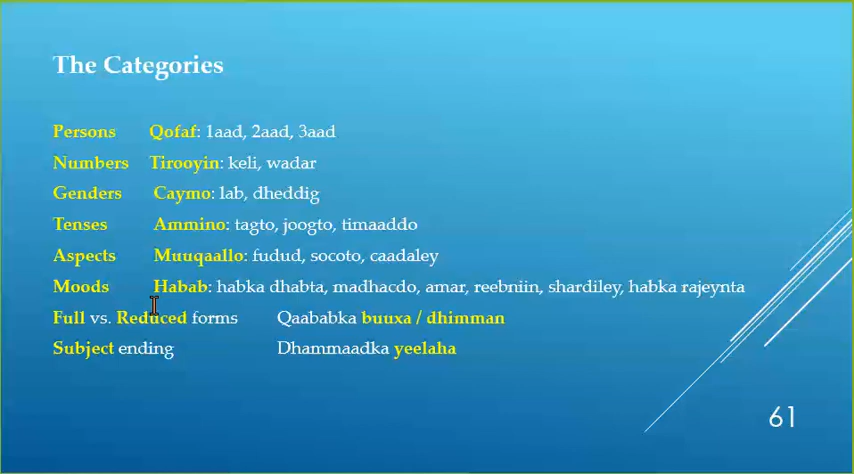 The Categories
Persons Qofaf: 1aad, 2aad, 3aad
Numbers Tirooyin: keli, wadar
Genders Caymo: lab, dheddig
Tenses Ammino: tagto, joogto, timaaddo
Aspects Muuqaallo: fudud, socoto, caadaley
Moods Habab: habka dhabta, madhacdo, amar, reebniin, shardiley, habka rajeynta
Full vs. Reduced forms Qaababka buuxa / dhimman
Subject ending Dhammaadka yeelaha
61